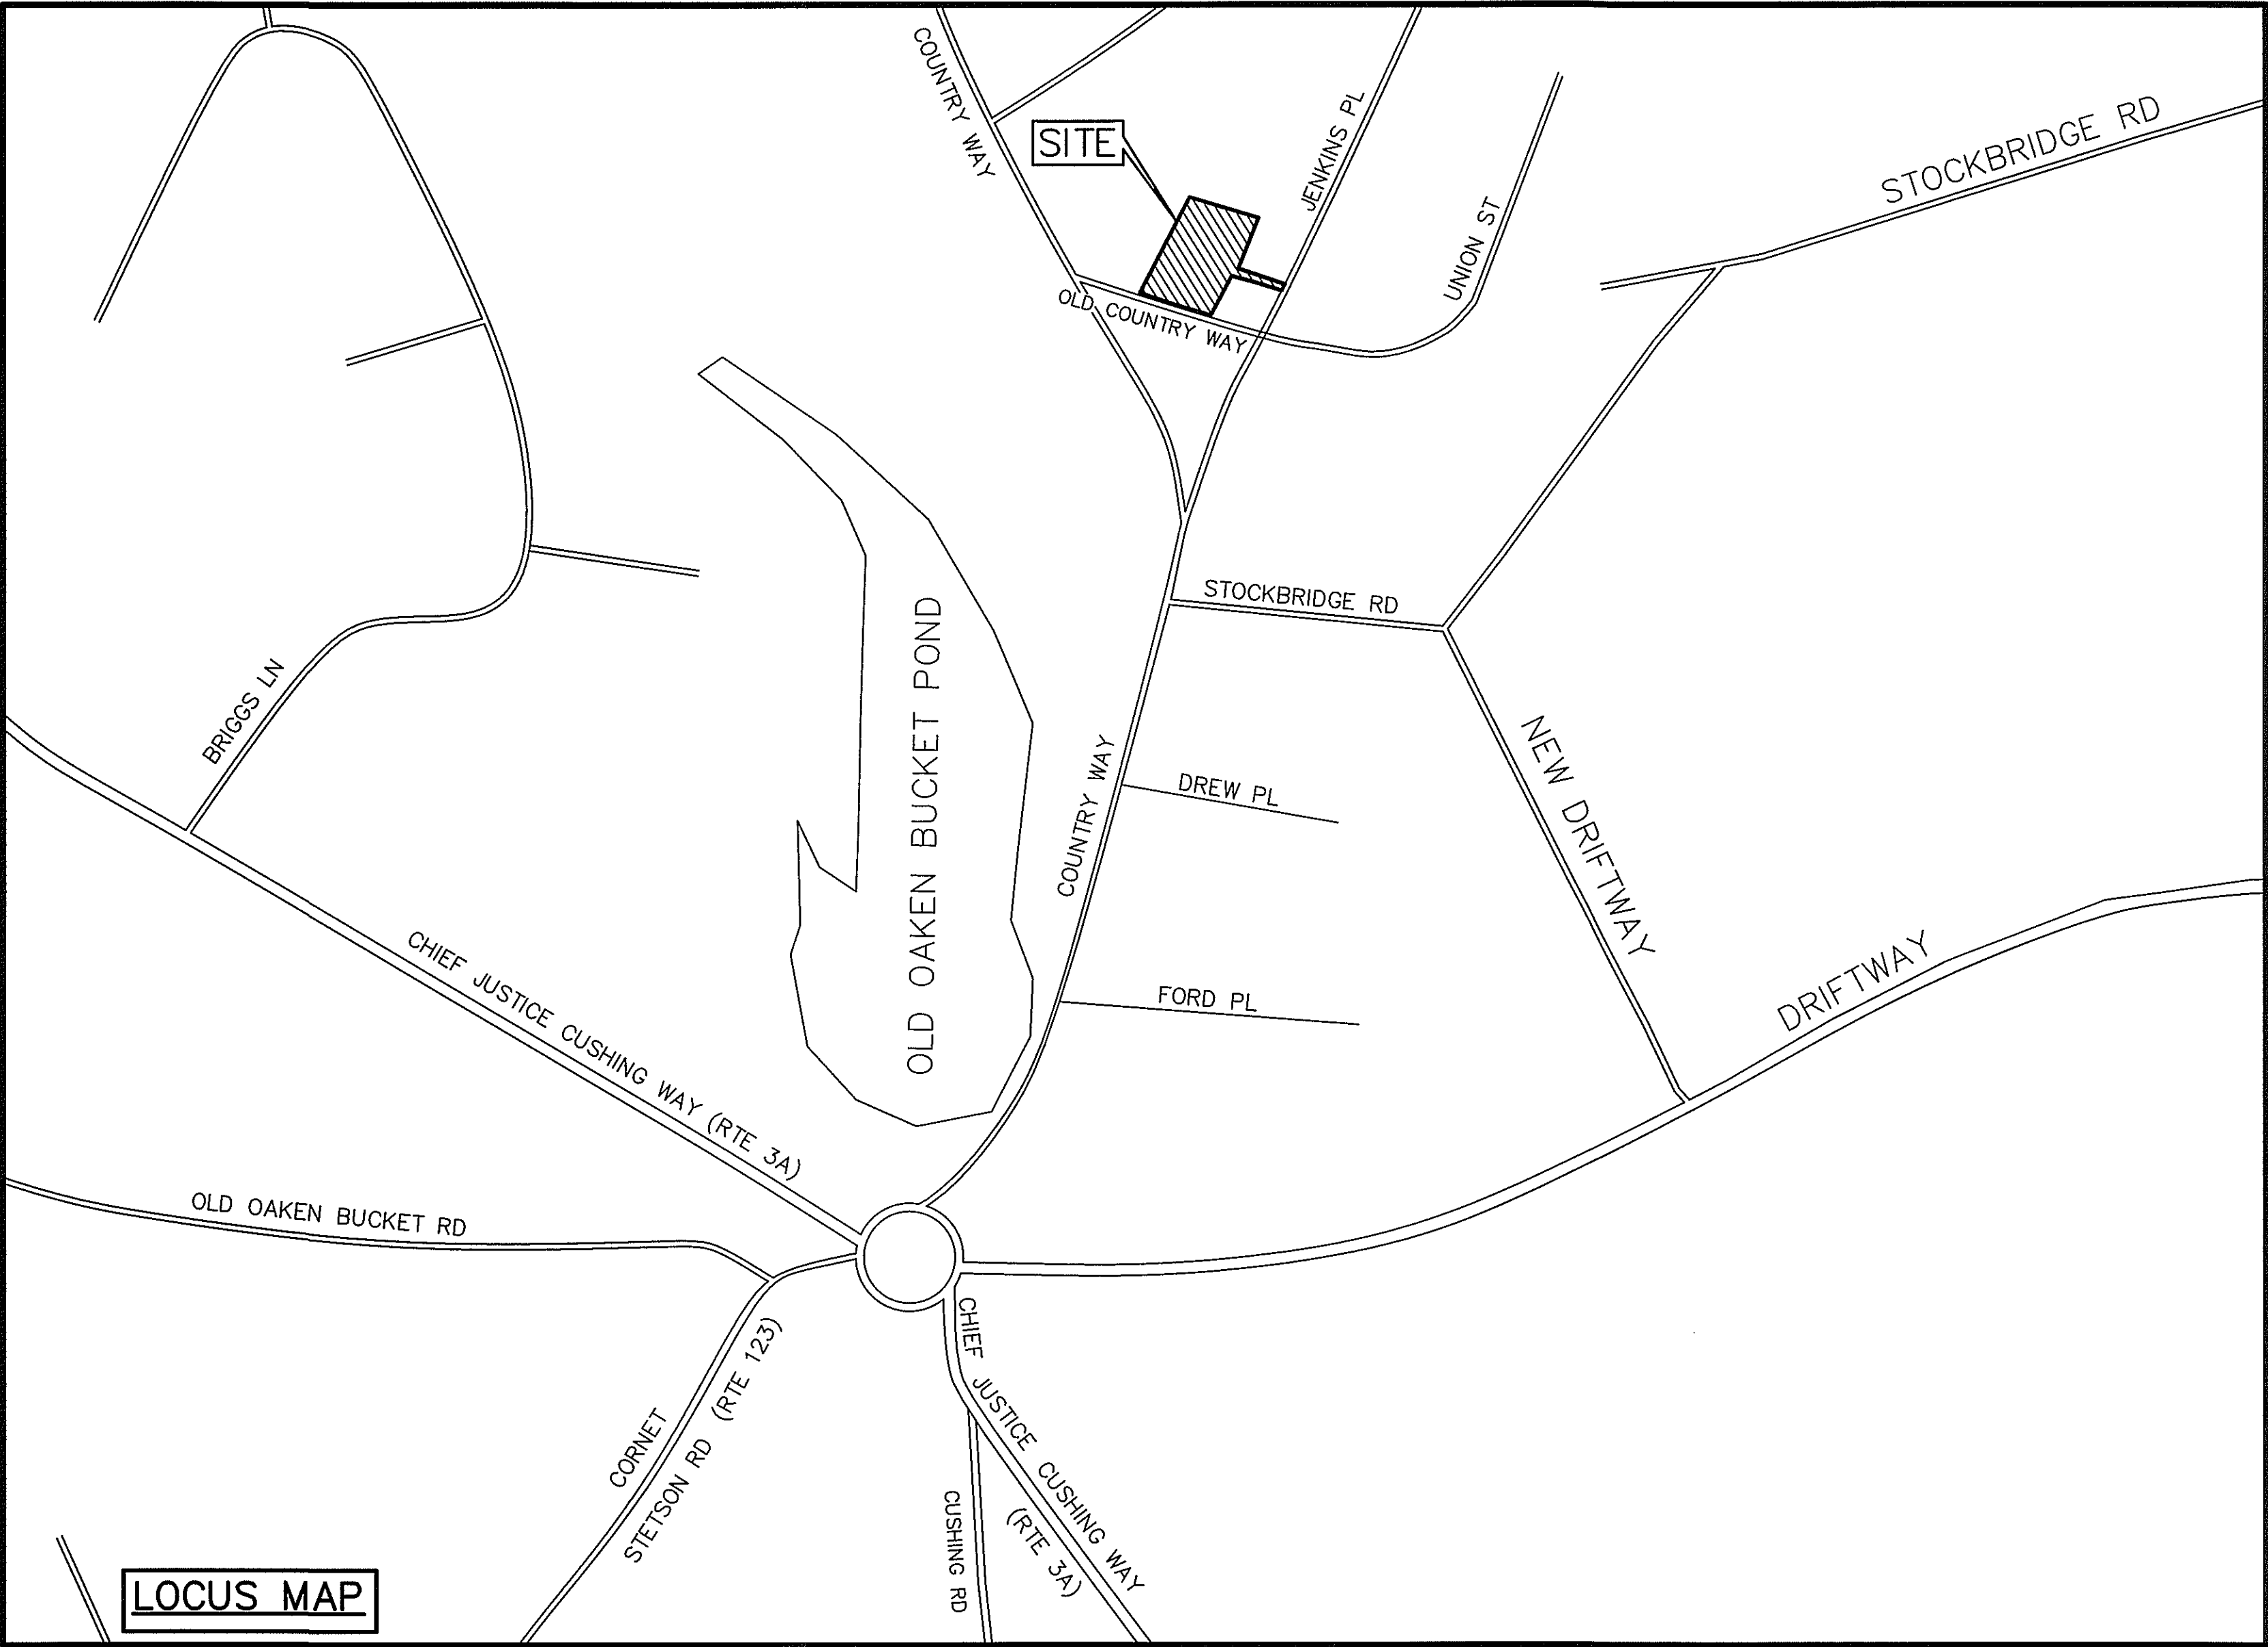 COUNTRY WAY
SITE
JENKINS PL
UNION ST
STOCKBRIDGE RD
OLD COUNTRY WAY
STOCKBRIDGE RD
BRIGGS LN
OLD OAKEN BUCKET POND
COUNTRY WAY
DREW PL
NEW DRIFTWAY
DRIFTWAY
FORD PL
CHIEF JUSTICE CUSHING WAY (RTE 3A)
OLD OAKEN BUCKET RD
CORNET
STETSON RD (RTE 123)
CHIEF JUSTICE CUSHING WAY
(RTE 3A)
CUSHING RD
LOCUS MAP